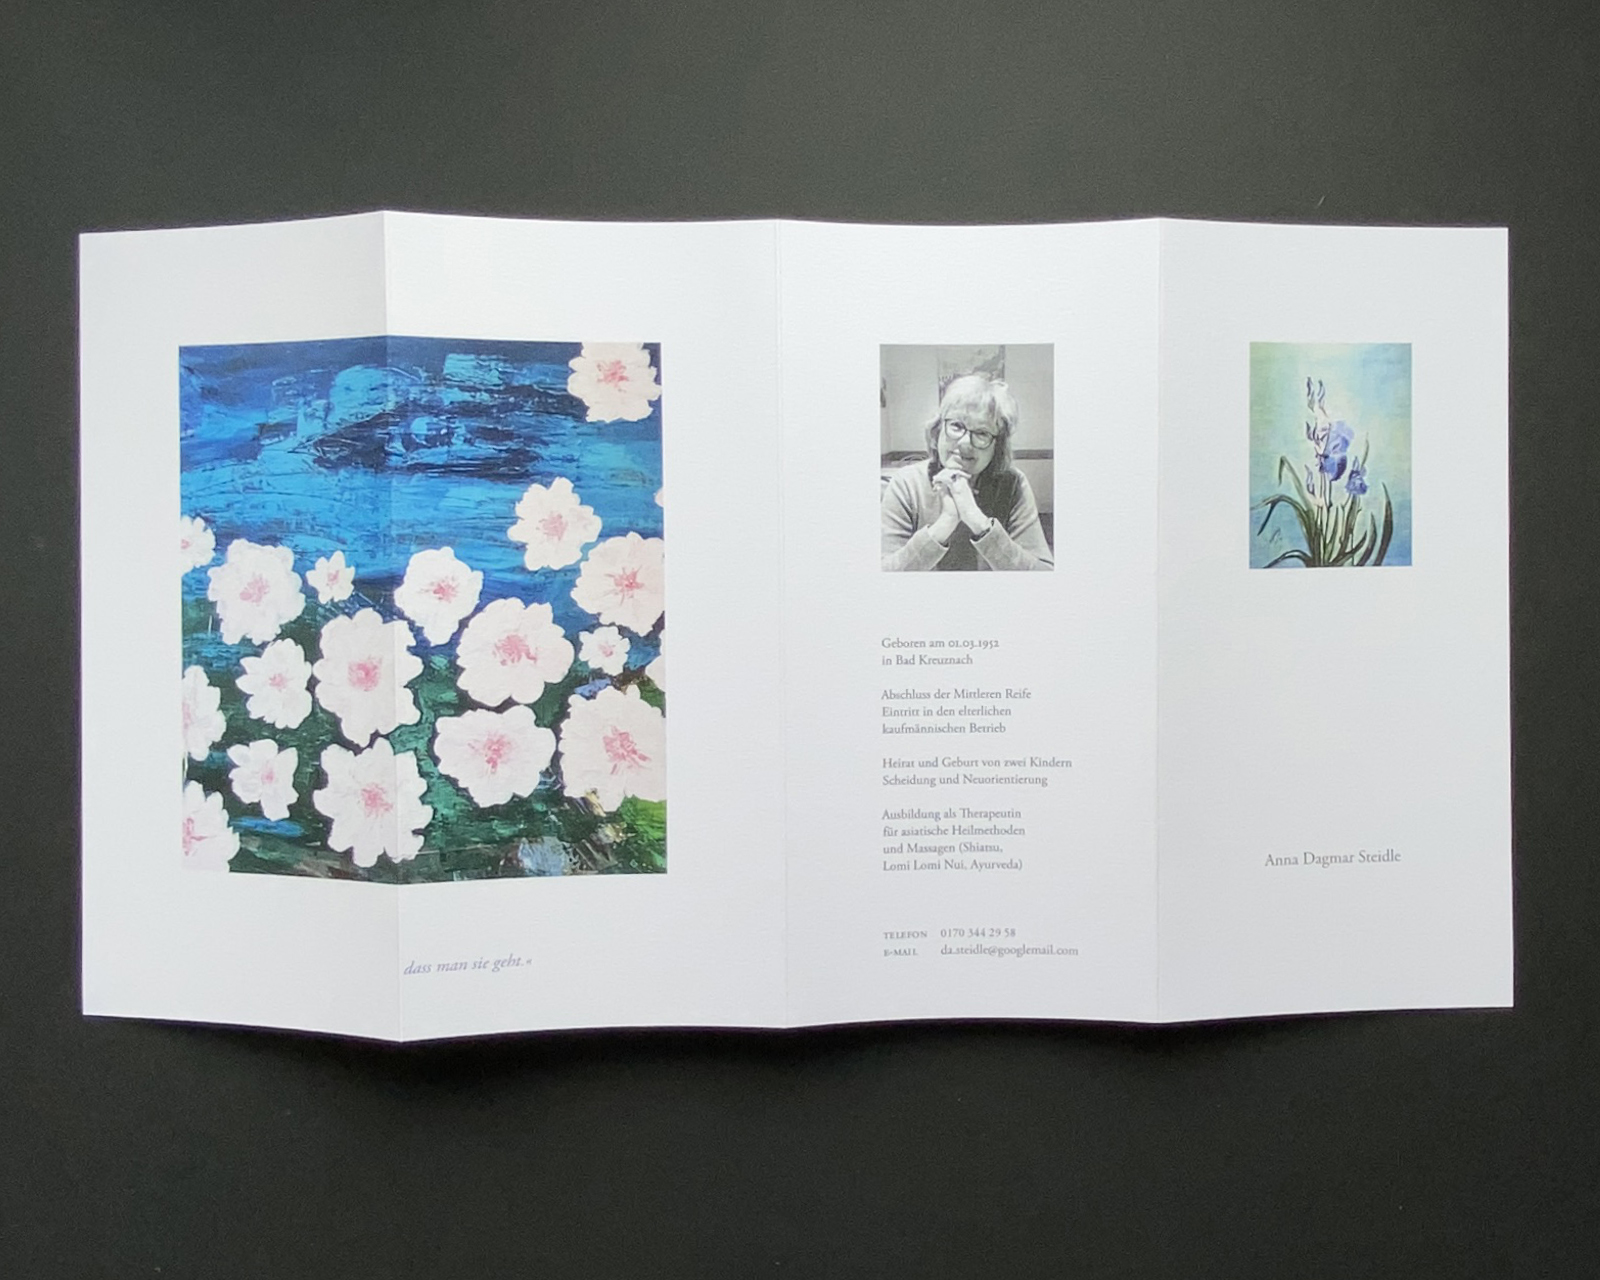 dass man sie geht.«
Geboren am 01.03.1952
in Bad Kreuznach
Abschluss der Mittleren Reife
Eintritt in den elterlichen
kaufmännischen Betrieb
Heirat und Geburt von zwei Kindern
Scheidung und Neuorientierung
Ausbildung als Therapeutin
für asiatische Heilmethoden
und Massagen (Shiatsu,
Lomi Lomi Nui, Ayurveda)
TELEFON 0170 344 29 58
E-MAIL da.steidle@googlemail.com
Anna Dagmar Steidle